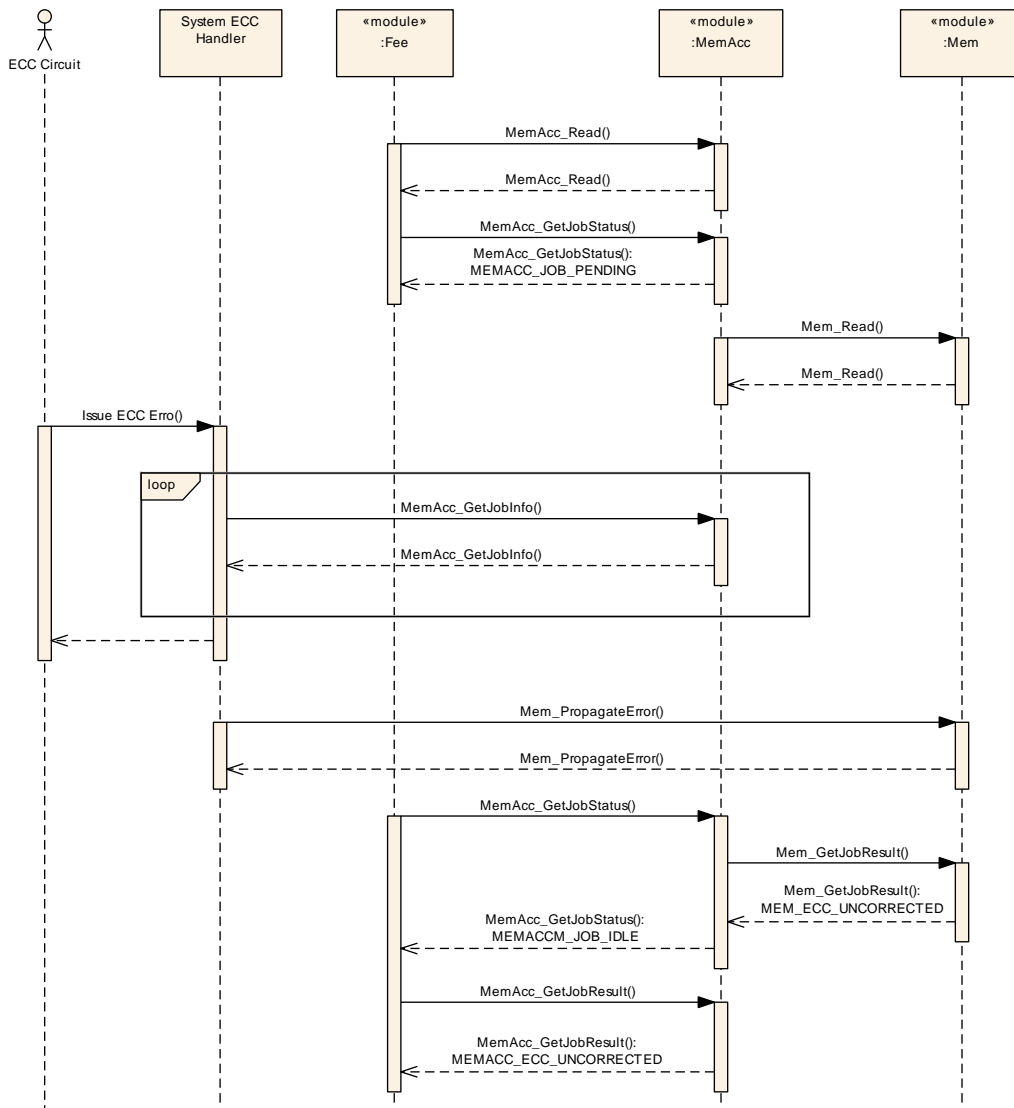 ECC Circuit
System ECC
Handler
«module»
:Fee
«module»
:MemAcc
«module»
:Mem
MemAcc_Read()
MemAcc_Read()
MemAcc_GetJobStatus()
MemAcc_GetJobStatus():
MEMACC_JOB_PENDING
Mem_Read()
Mem_Read()
Issue ECC Erro()
loop
MemAcc_GetJobInfo()
MemAcc_GetJobInfo()
Mem_PropagateError()
Mem_PropagateError()
MemAcc_GetJobStatus()
Mem_GetJobResult()
Mem_GetJobResult():
MEM_ECC_UNCORRECTED
MemAcc_GetJobStatus():
MEMACCM_JOB_IDLE
MemAcc_GetJobResult()
MemAcc_GetJobResult():
MEMACC_ECC_UNCORRECTED